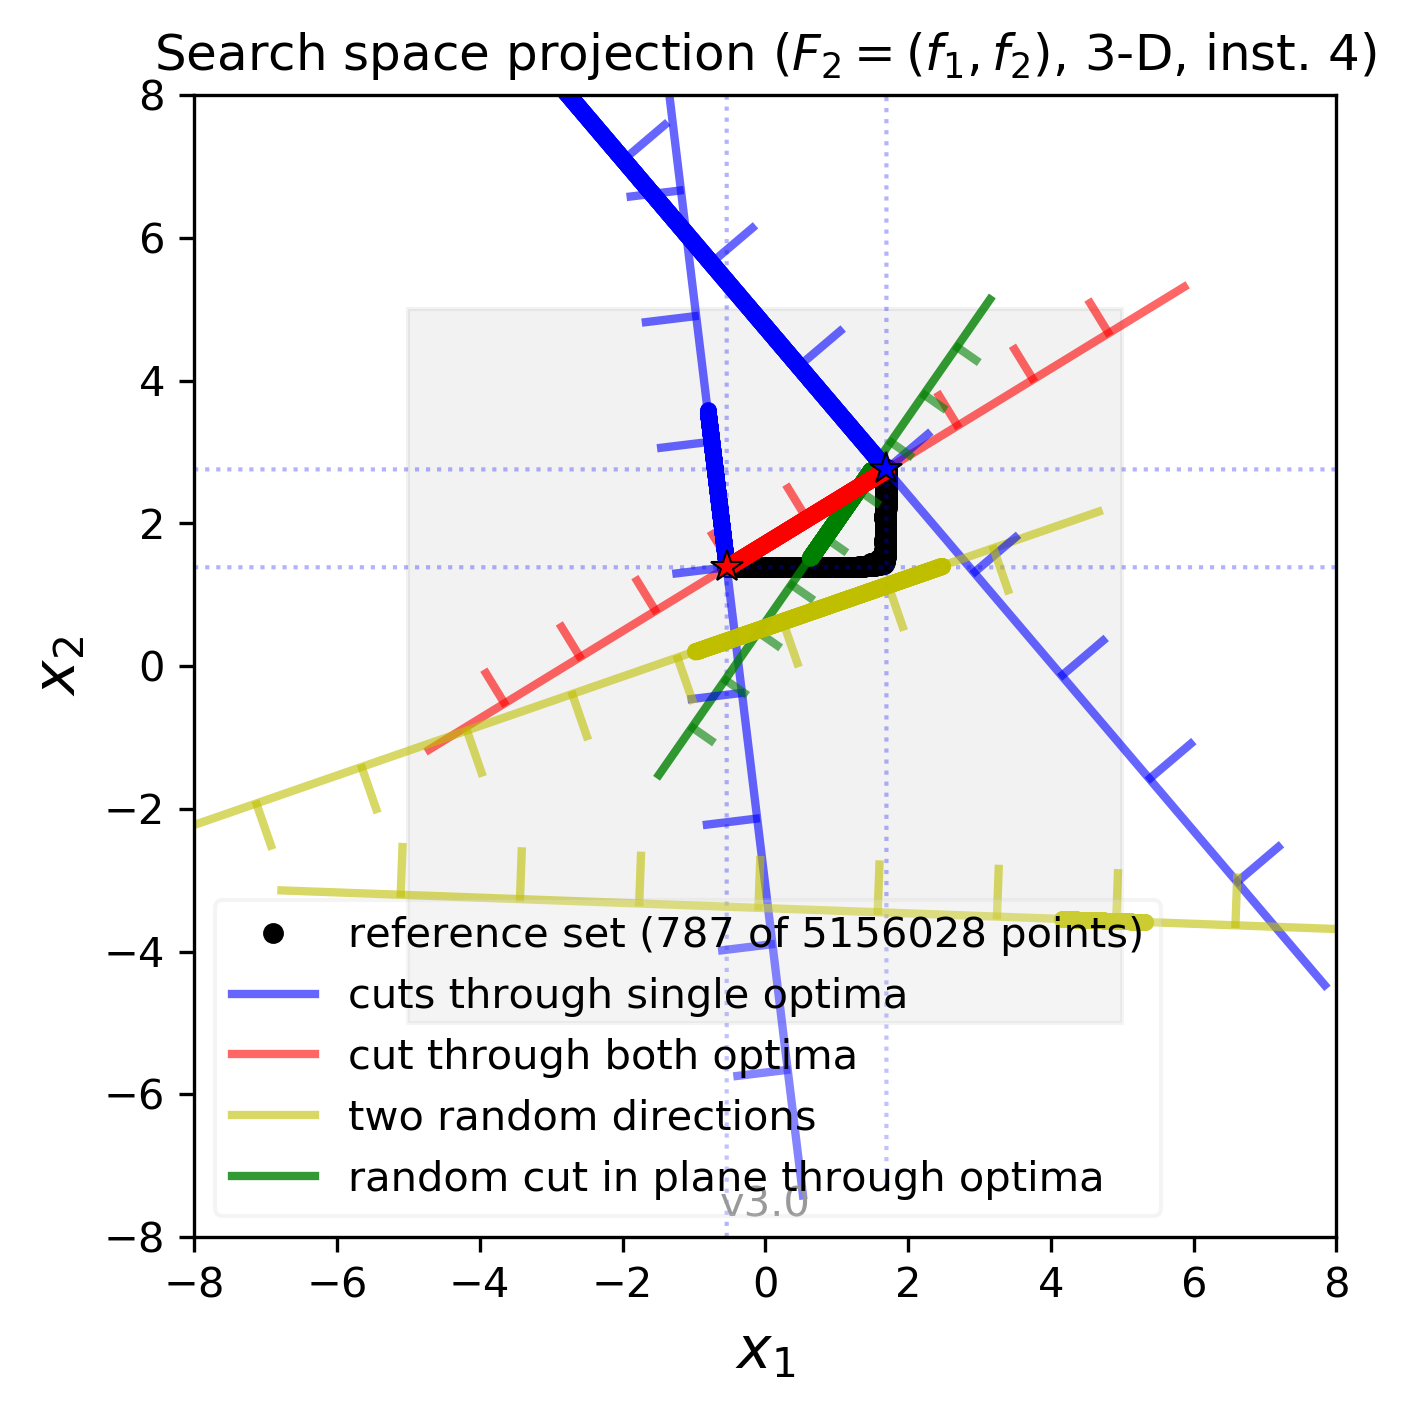 Search space projection (F₂ = (f₁, f₂), 3-D, inst. 4)
8
6
4
2
0
−2
−4
−6
−8
x₂
reference set (787 of 5156028 points)
cuts through single optima
cut through both optima
two random directions
random cut in plane through optima
v3.0
−8 −6 −4 −2 0 2 4 6 8
x₁